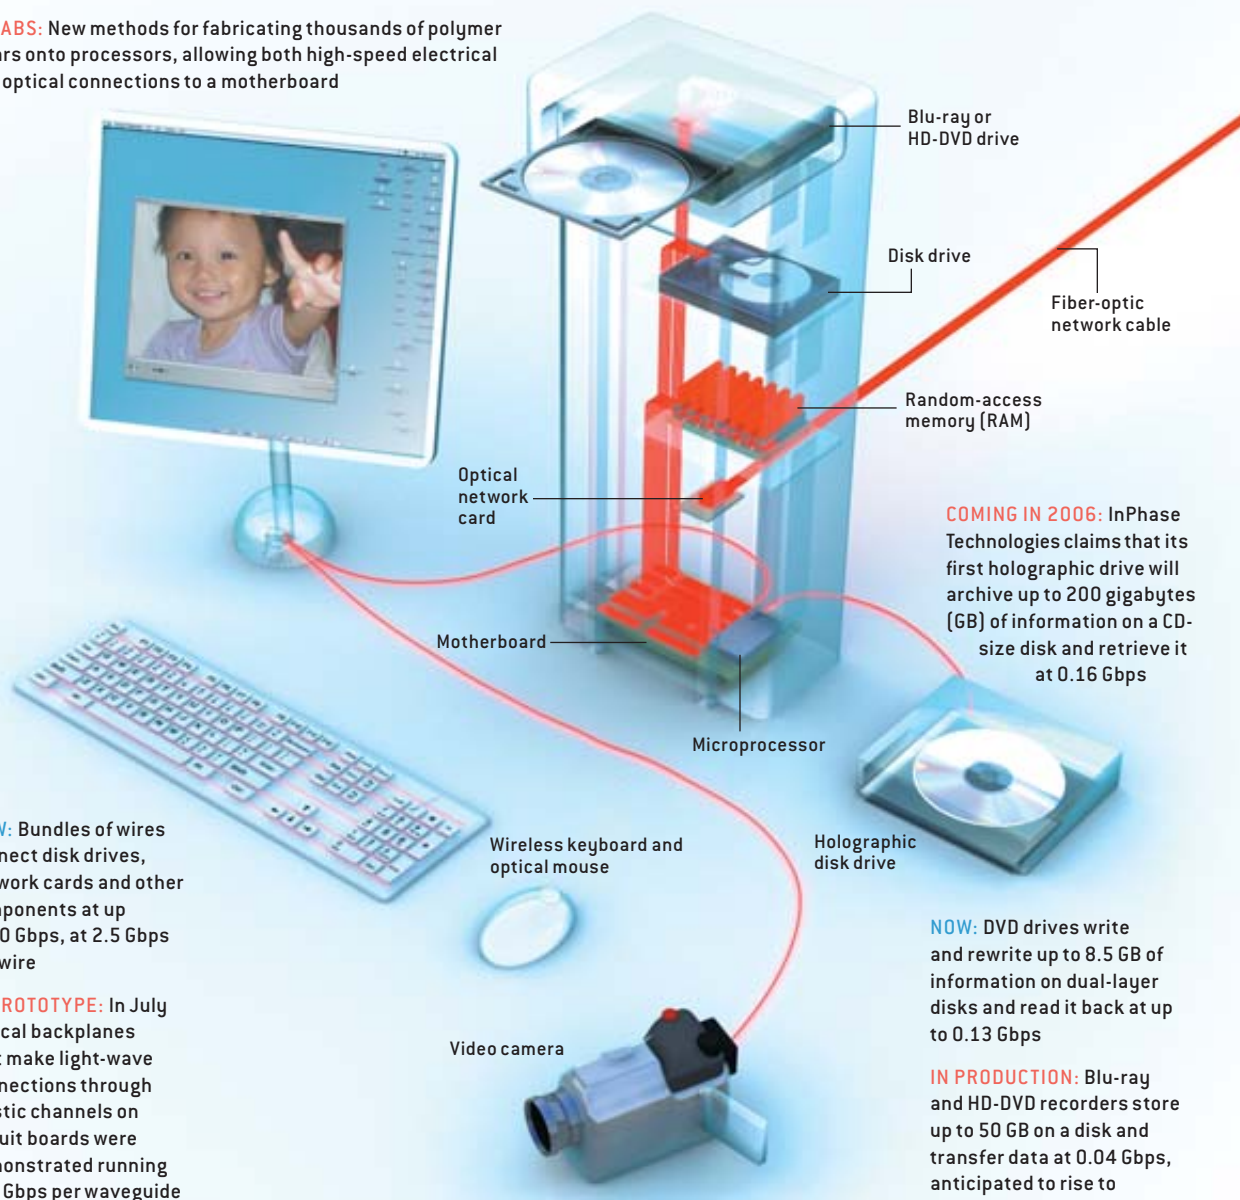 ABS: New methods for fabricating thousands of polymer
rs onto processors, allowing both high-speed electrical
optical connections to a motherboard
Blu-ray or
HD-DVD drive
Disk drive
Fiber-optic
network cable
Random-access
memory (RAM)
Optical
network
card
COMING IN 2006: InPhase
Technologies claims that its
first holographic drive will
archive up to 200 gigabytes
(GB) of information on a CD-
size disk and retrieve it
at 0.16 Gbps
Motherboard
Microprocessor
Holographic
disk drive
Wireless keyboard and
optical mouse
: Bundles of wires
nect disk drives,
work cards and other
ponents at up
0 Gbps, at 2.5 Gbps
wire
ROTOTYPE: In July
ical backplanes
make light-wave
nections through
stic channels on
uit boards were
monstrated running
Gbps per waveguide
Video camera
NOW: DVD drives write
and rewrite up to 8.5 GB of
information on dual-layer
disks and read it back at up
to 0.13 Gbps
IN PRODUCTION: Blu-ray
and HD-DVD recorders store
up to 50 GB on a disk and
transfer data at 0.04 Gbps,
anticipated to rise to